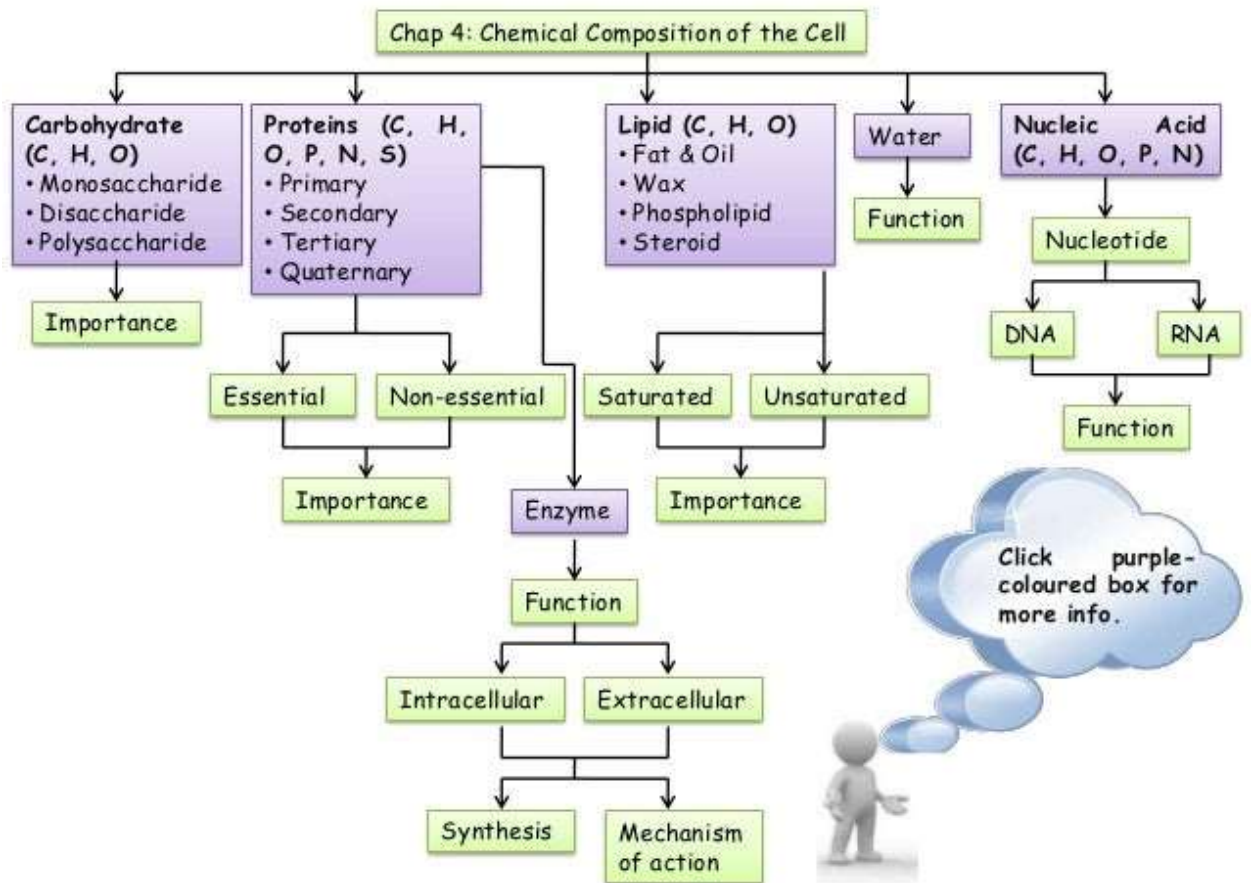 Chap 4: Chemical Composition of the Cell
Carbohydrate
(C, H, O)
• Monosaccharide
• Disaccharide
• Polysaccharide
Importance
Proteins (C, H,
O, P, N, S)
• Primary
• Secondary
• Tertiary
• Quaternary
Essential
Non-essential
Importance
Enzyme
Function
Intracellular
Extracellular
Synthesis
Mechanism
of action
Lipid (C, H, O)
• Fat & Oil
• Wax
• Phospholipid
• Steroid
Saturated
Unsaturated
Importance
Water
Function
Nucleic Acid
(C, H, O, P, N)
Nucleotide
DNA
RNA
Function
Click purple-
coloured box for
more info.